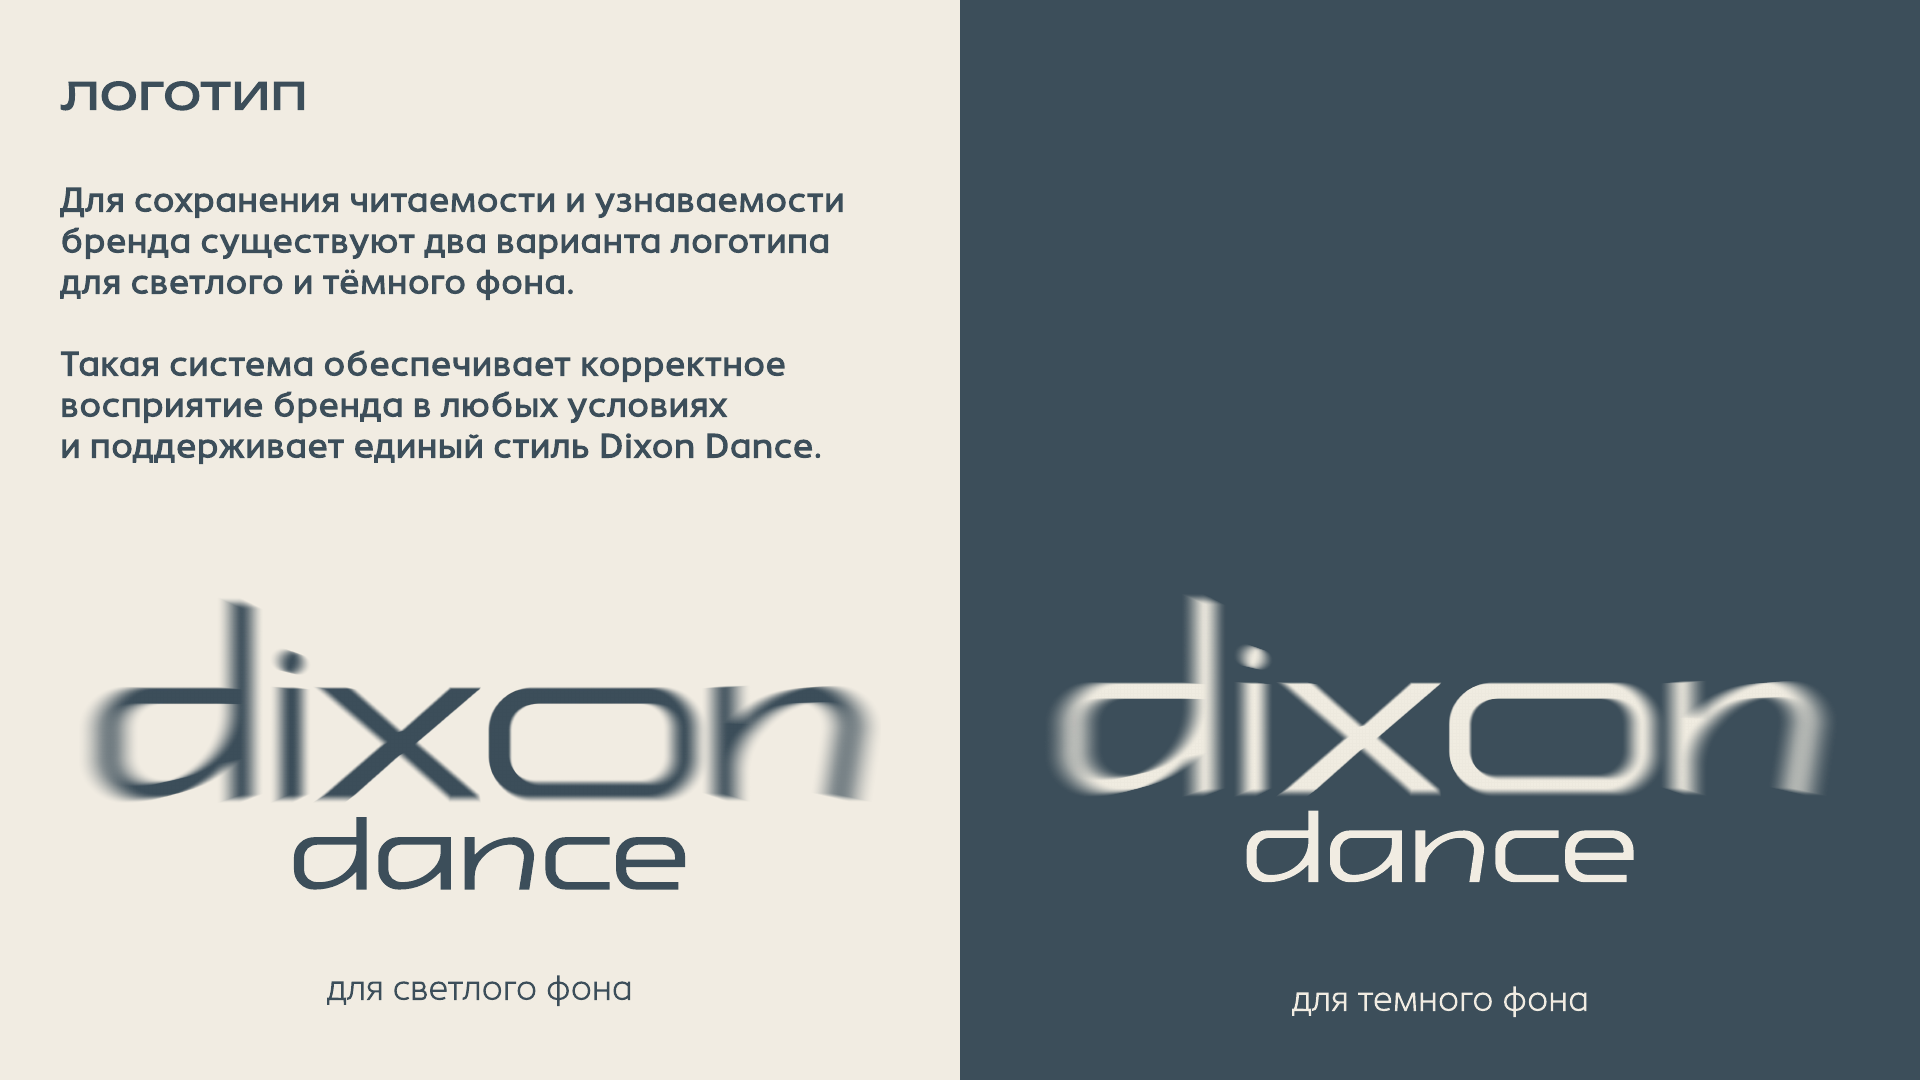 ЛОГОТИП
Для сохранения читаемости и узнаваемости
бренда существуют два варианта логотипа
для светлого и тёмного фона.
Такая система обеспечивает корректное
восприятие бренда в любых условиях
и поддерживает единый стиль Dixon Dance.
dixon
dance
для светлого фона
dixon
dance
для темного фона